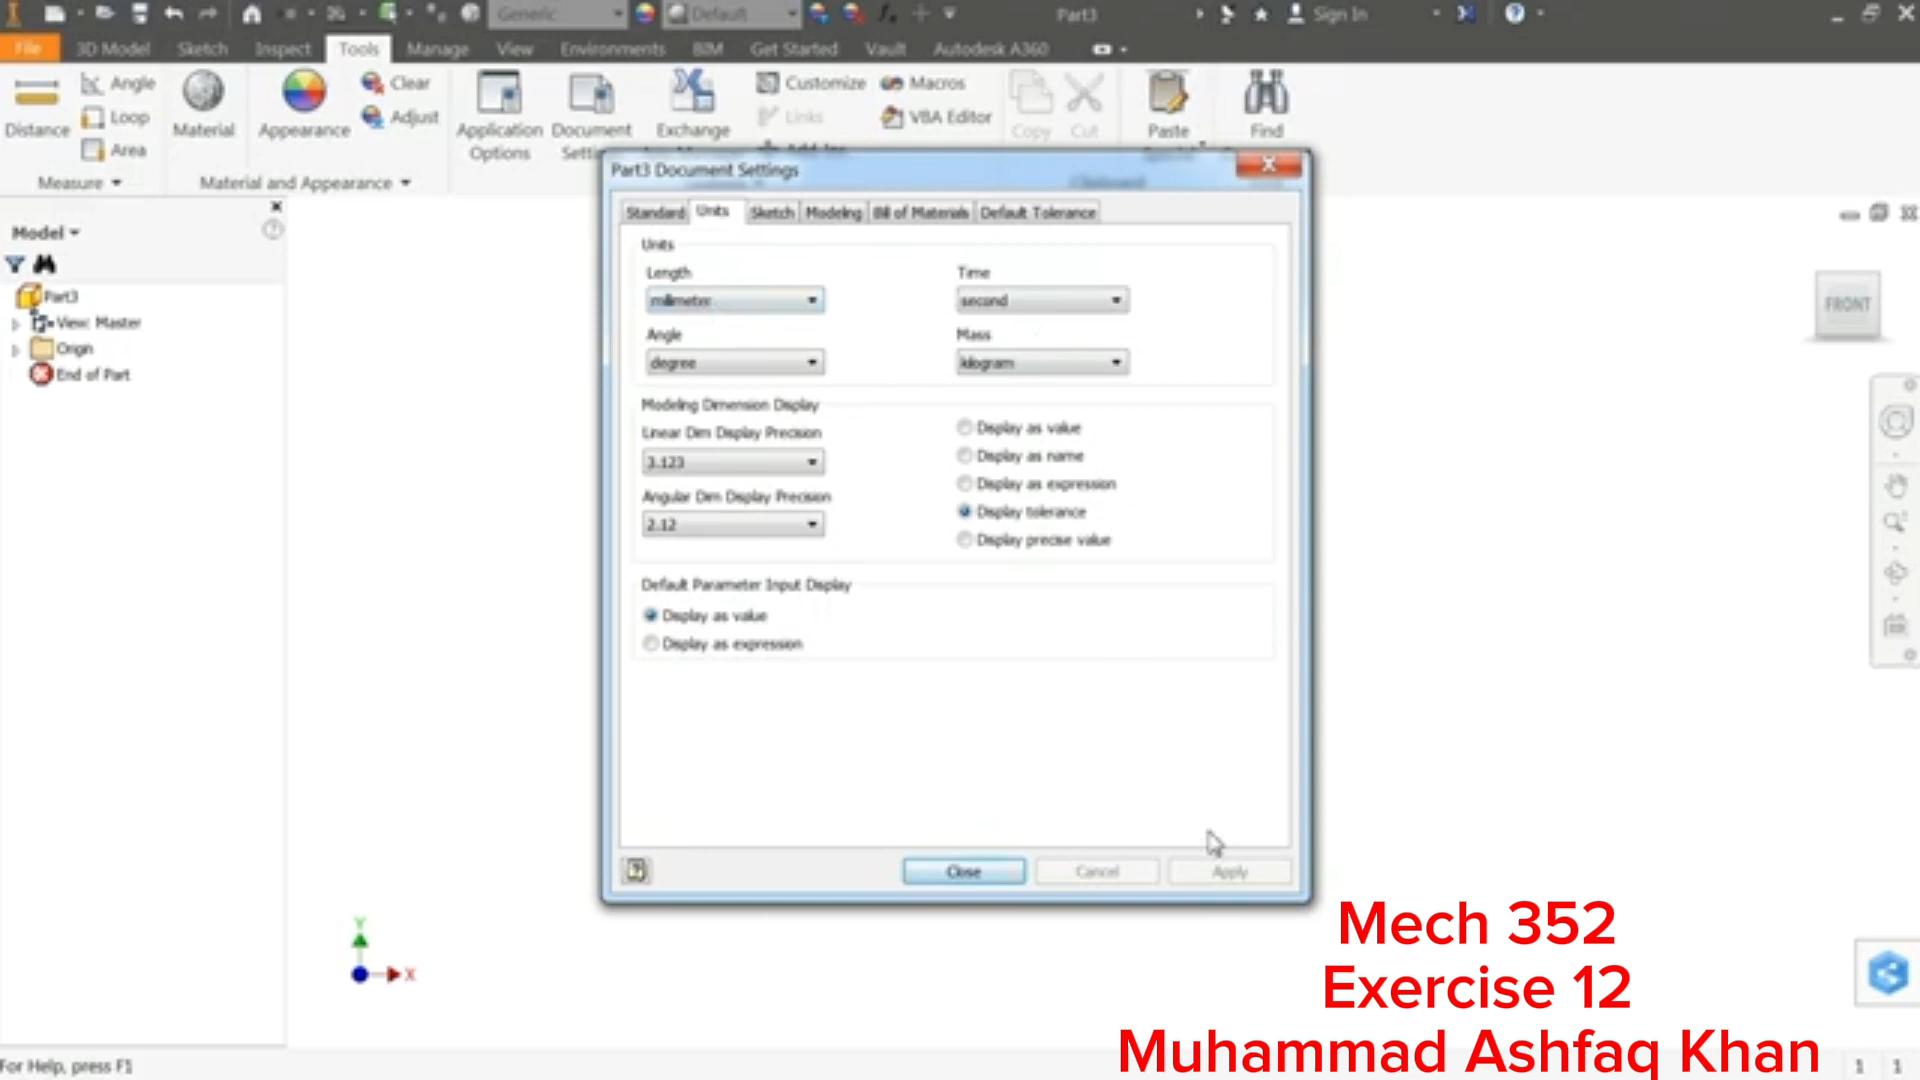 Generic
Default
Part3
Sign In
File 3D Model Sketch Inspect Tools Manage View Environments BIM Get Started Vault Autodesk A360
Distance
Angle
Loop
Area
Measure
Material
Appearance
Clear
Adjust
Material and Appearance
Application Options
Document
Exchange
Customize
Links
Macros
VBA Editor
Copy
Cut
Paste
Find
Model
Part3
View: Master
Origin
End of Part
Part3 Document Settings
Standard Units Sketch Modeling Bill of Materials Default Tolerance
Units
Length
millimeter
Time
second
Angle
degree
Mass
kilogram
Modeling Dimension Display
Linear Dim Display Precision
3.123
Angular Dim Display Precision
2.12
Display as value
Display as name
Display as expression
Display tolerance
Display precise value
Default Parameter Input Display
Display as value
Display as expression
Close Cancel Apply
FRONT
Y
X
Mech 352
Exercise 12
Muhammad Ashfaq Khan
For Help, press F1
1 1